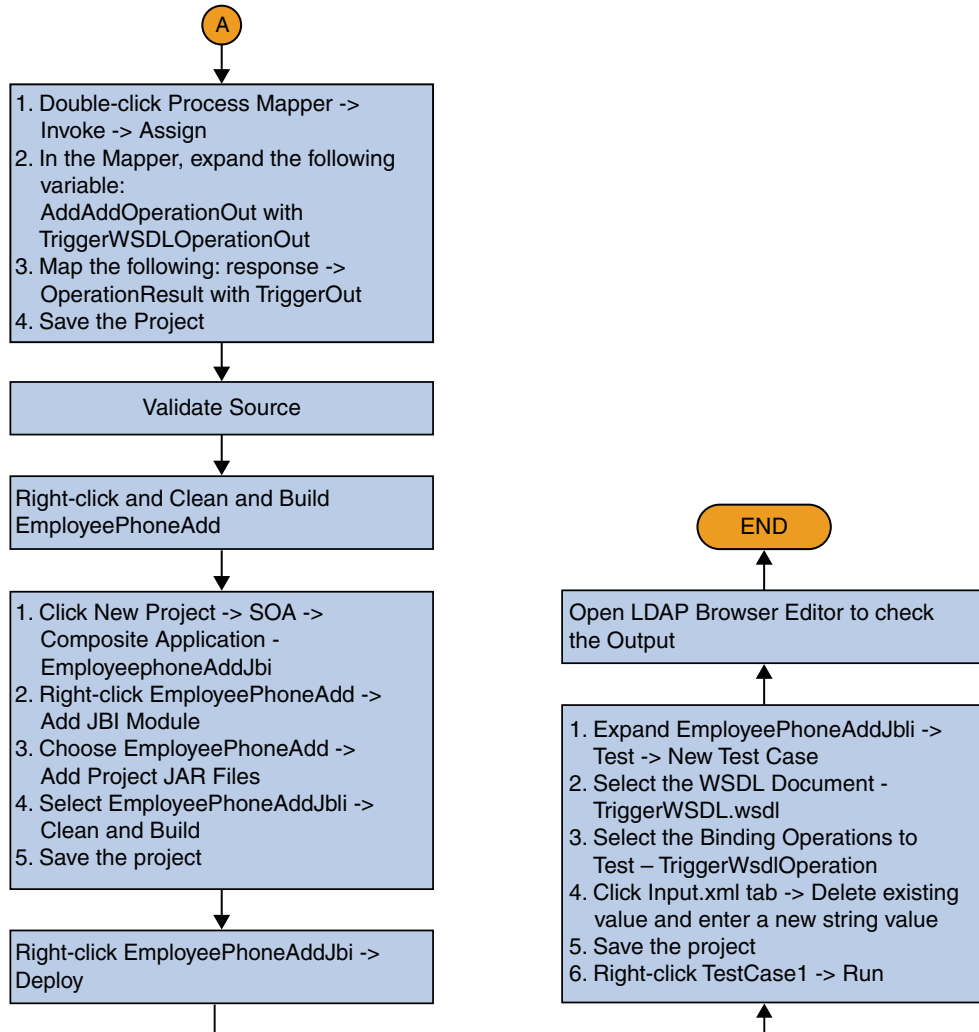 A
1. Double-click Process Mapper ->
Invoke -> Assign
2. In the Mapper, expand the following
variable:
AddAddOperationOut with
TriggerWSDLOperationOut
3. Map the following: response ->
OperationResult with TriggerOut
4. Save the Project
Validate Source
Right-click and Clean and Build
EmployeePhoneAdd
1. Click New Project -> SOA ->
Composite Application -
EmployeephoneAddJbi
2. Right-click EmployeePhoneAdd ->
Add JBI Module
3. Choose EmployeePhoneAdd ->
Add Project JAR Files
4. Select EmployeePhoneAddJbli ->
Clean and Build
5. Save the project
Right-click EmployeePhoneAddJbi ->
Deploy
END
Open LDAP Browser Editor to check
the Output
1. Expand EmployeePhoneAddJbli ->
Test -> New Test Case
2. Select the WSDL Document -
TriggerWSDL.wsdl
3. Select the Binding Operations to
Test – TriggerWsdlOperation
4. Click Input.xml tab -> Delete existing
value and enter a new string value
5. Save the project
6. Right-click TestCase1 -> Run